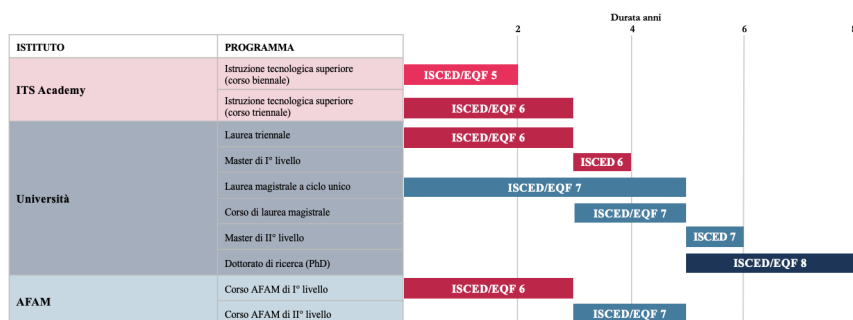 Durata anni
2 4 6 8
ISTITUTO PROGRAMMA
ITS Academy
Istruzione tecnologica superiore
(corso biennale)
ISCED/EQF 5
Istruzione tecnologica superiore
(corso triennale)
ISCED/EQF 6
Università
Laurea triennale
ISCED/EQF 6
Master di I° livello
ISCED 6
Laurea magistrale a ciclo unico
ISCED/EQF 7
Corso di laurea magistrale
ISCED/EQF 7
Master di II° livello
ISCED 7
Dottorato di ricerca (PhD)
ISCED/EQF 8
AFAM
Corso AFAM di I° livello
ISCED/EQF 6
Corso AFAM di II° livello
ISCED/EQF 7